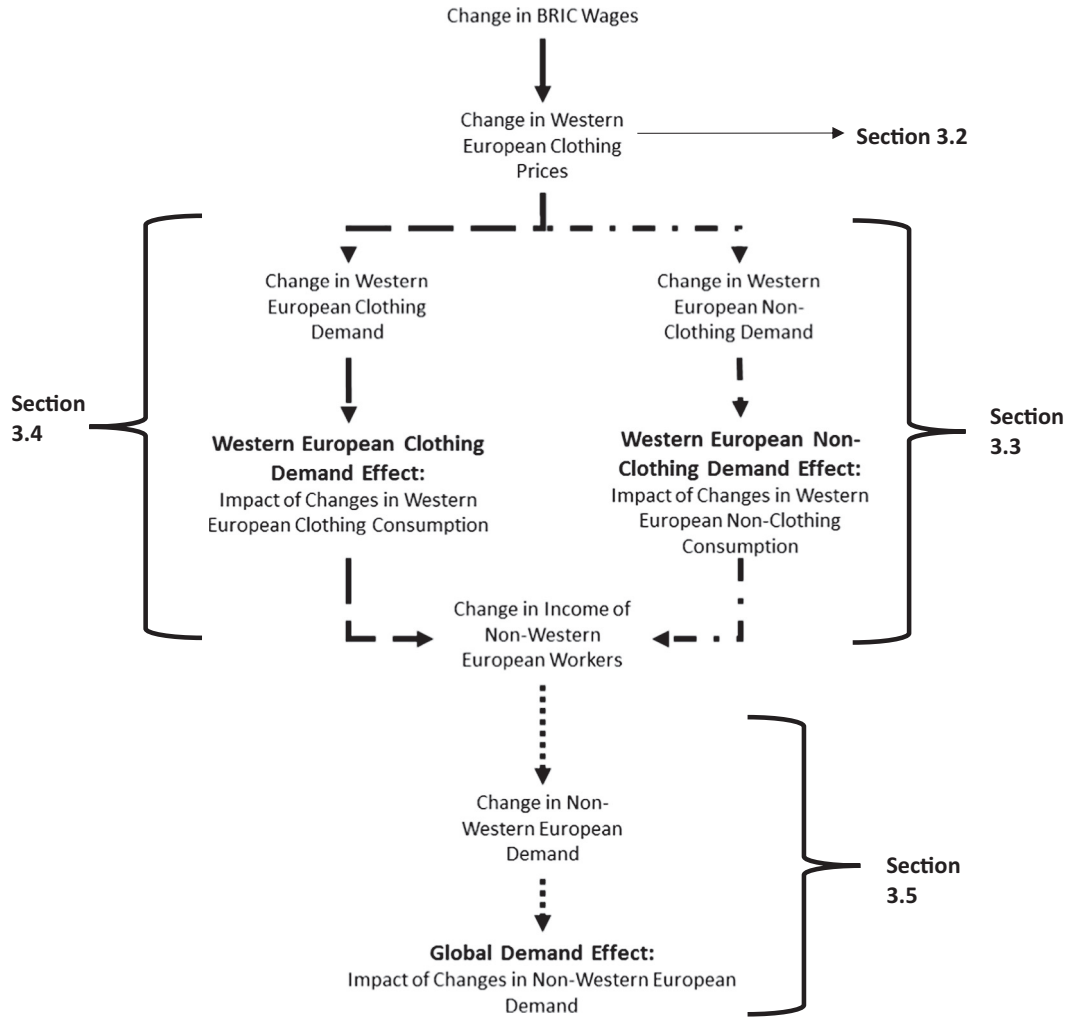 Change in BRIC Wages
Change in Western
European Clothing
Prices
Section 3.2
Change in Western
European Clothing
Demand
Change in Western
European Non-
Clothing Demand
Section
3.4
Western European Clothing
Demand Effect:
Impact of Changes in Western
European Clothing Consumption
Western European Non-
Clothing Demand Effect:
Impact of Changes in Western
European Non-Clothing
Consumption
Section
3.3
Change in Income of
Non-Western
European Workers
Change in Non-
Western European
Demand
Section
3.5
Global Demand Effect:
Impact of Changes in Non-Western European
Demand